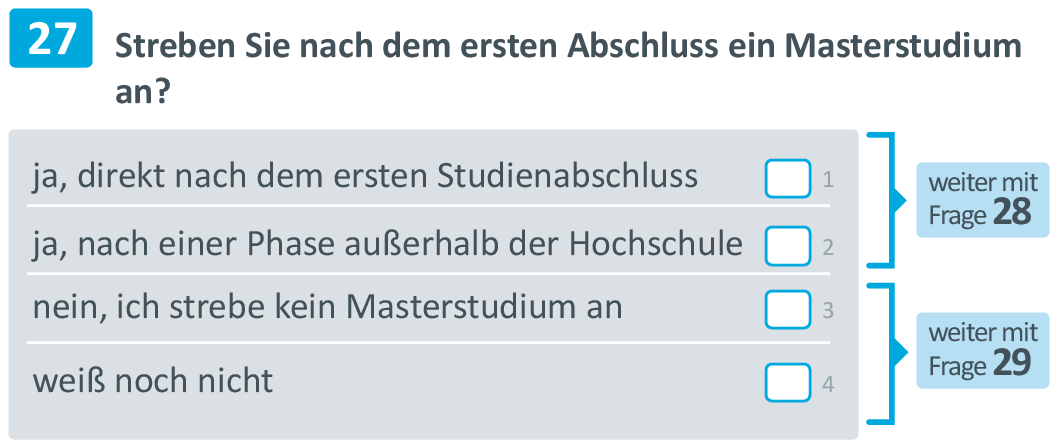 27
Streben Sie nach dem ersten Abschluss ein Masterstudium
an?
ja, direkt nach dem ersten Studienabschluss 1
ja, nach einer Phase außerhalb der Hochschule 2
weiter mit
Frage 28
nein, ich strebe kein Masterstudium an 3
weiß noch nicht 4
weiter mit
Frage 29